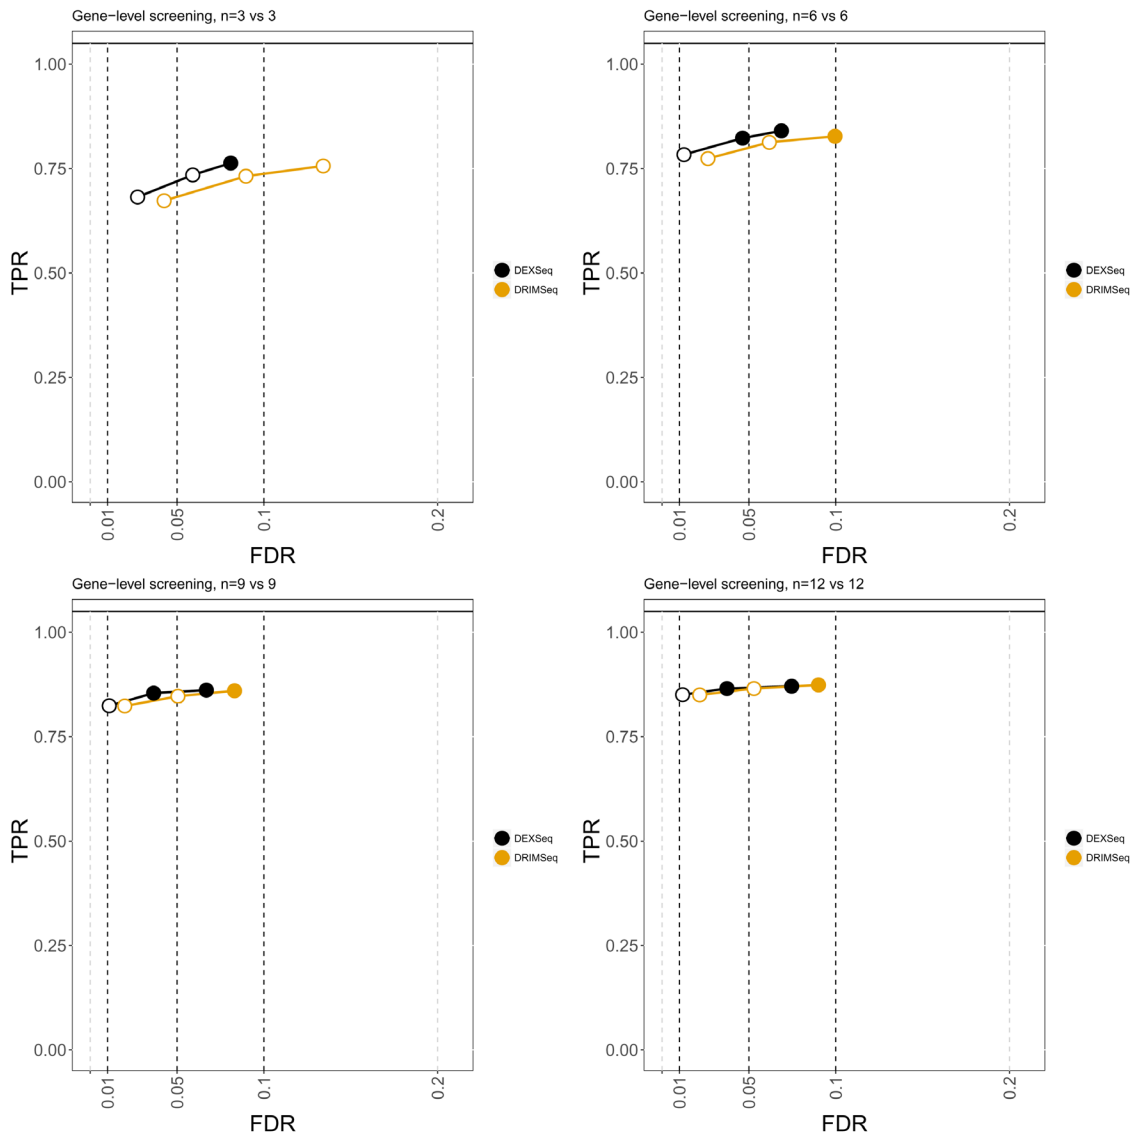 Gene−level screening, n=3 vs 3
1.00
0.75
0.50
0.25
0.00
TPR
0.01
0.05
0.1
0.2
FDR
DEXSeq
DRIMSeq
Gene−level screening, n=6 vs 6
1.00
0.75
0.50
0.25
0.00
TPR
0.01
0.05
0.1
0.2
FDR
DEXSeq
DRIMSeq
Gene−level screening, n=9 vs 9
1.00
0.75
0.50
0.25
0.00
TPR
0.01
0.05
0.1
0.2
FDR
DEXSeq
DRIMSeq
Gene−level screening, n=12 vs 12
1.00
0.75
0.50
0.25
0.00
TPR
0.01
0.05
0.1
0.2
FDR
DEXSeq
DRIMSeq